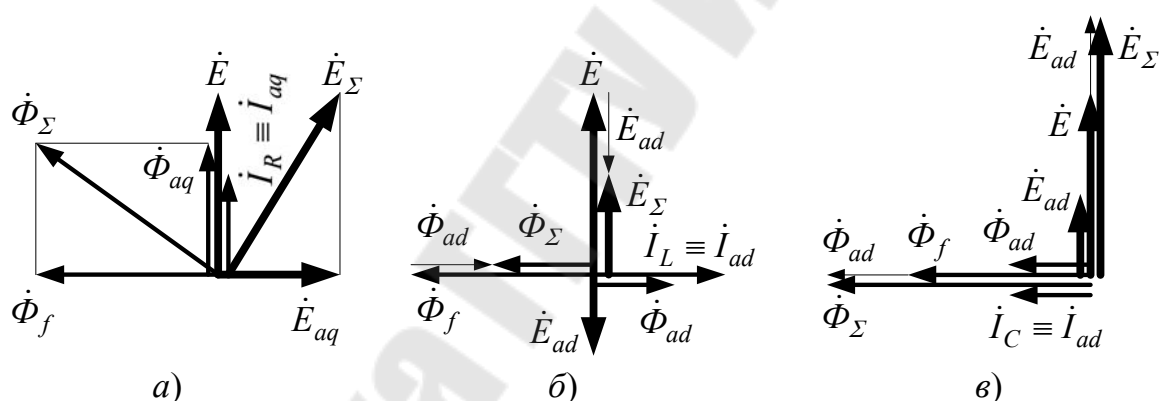 Φ̇_Σ
Ė
İ_R ≡ İ_aq
Ė_Σ
Φ̇_aq
Φ̇_f
Ė_aq
а)
Ė
Ė_ad
Ė_Σ
Φ̇_ad
Φ̇_Σ
İ_L ≡ İ_ad
Φ̇_f
Ė_ad
Φ̇_ad
б)
Ė_ad
Ė_Σ
Ė
Ė_ad
Φ̇_ad
Φ̇_f
Φ̇_ad
Φ̇_Σ
İ_C ≡ İ_ad
в)